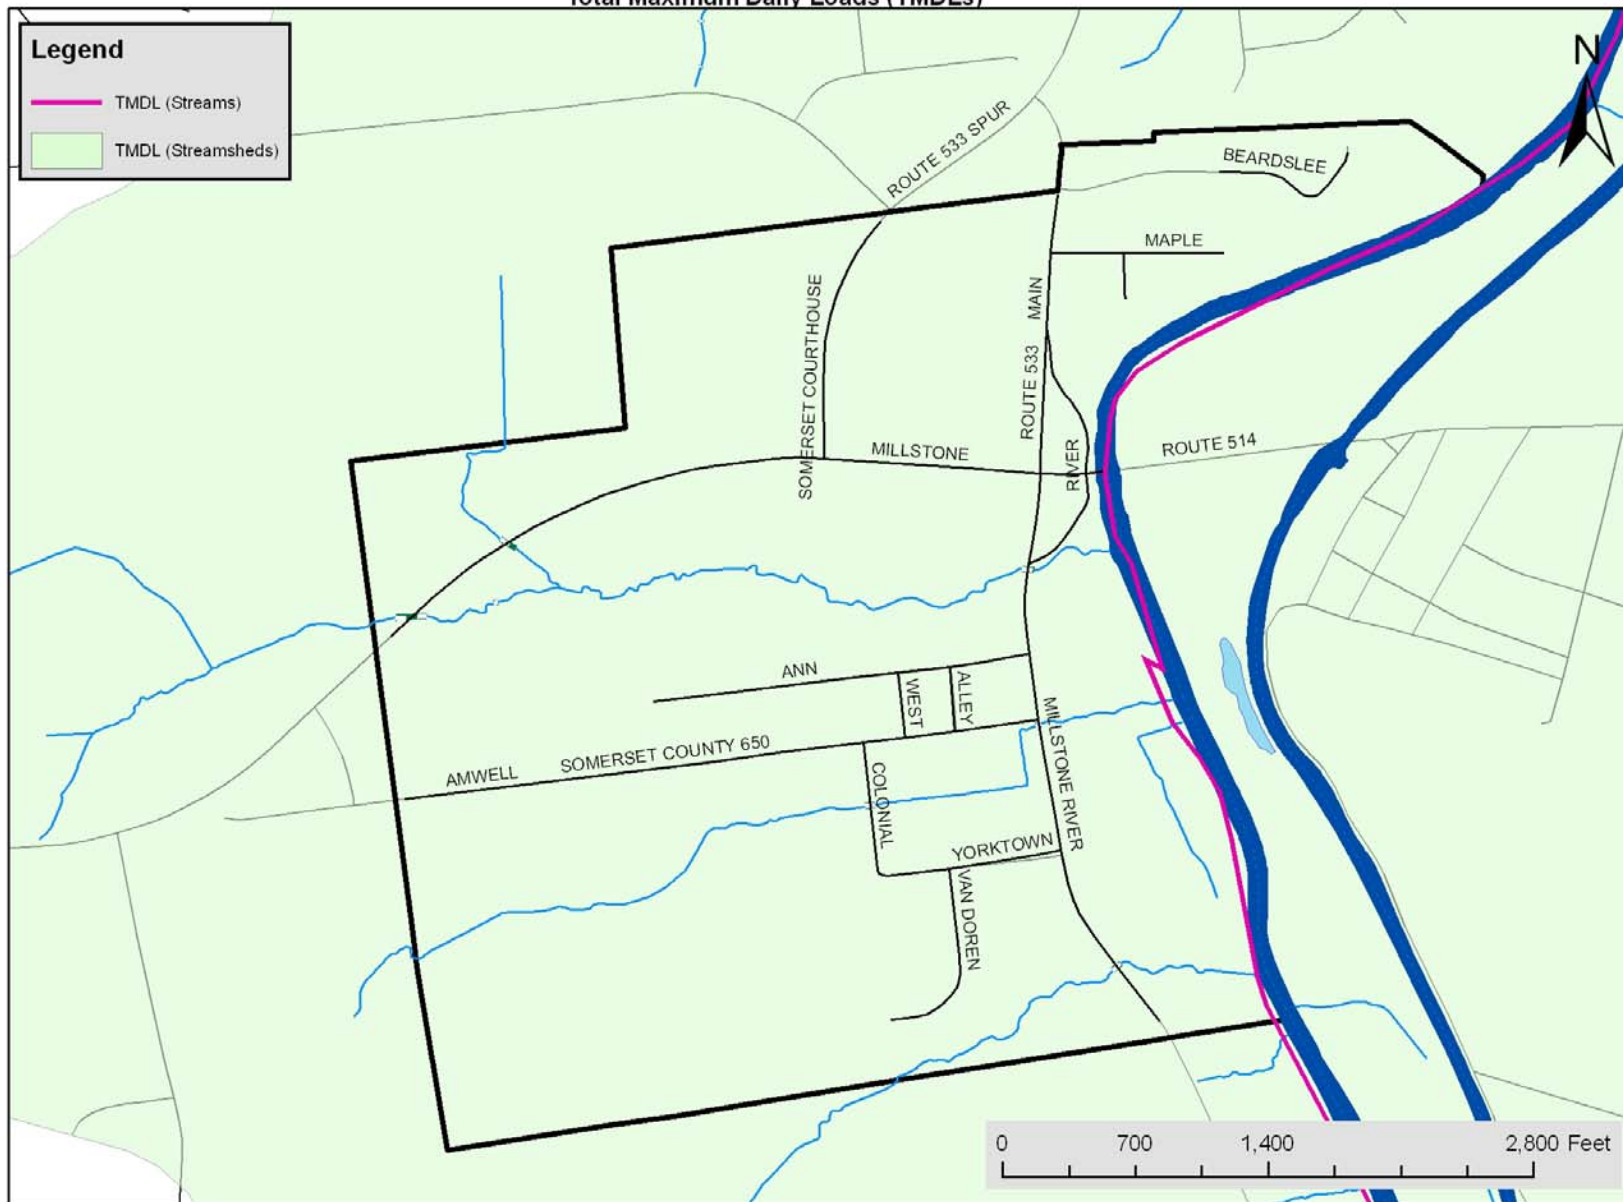 Total Maximum Daily Loads (TMDLs)
Legend
TMDL (Streams)
TMDL (Streamsheds)
N
ROUTE 533 SPUR
BEARDSLEE
MAPLE
SOMERSET COURTHOUSE
MAIN
ROUTE 533
MILLSTONE
RIVER
ROUTE 514
ANN
WEST
ALLEY
MILLSTONE RIVER
AMWELL
SOMERSET COUNTY 650
COLONIAL
YORKTOWN
VAN DOREN
0 700 1,400 2,800 Feet